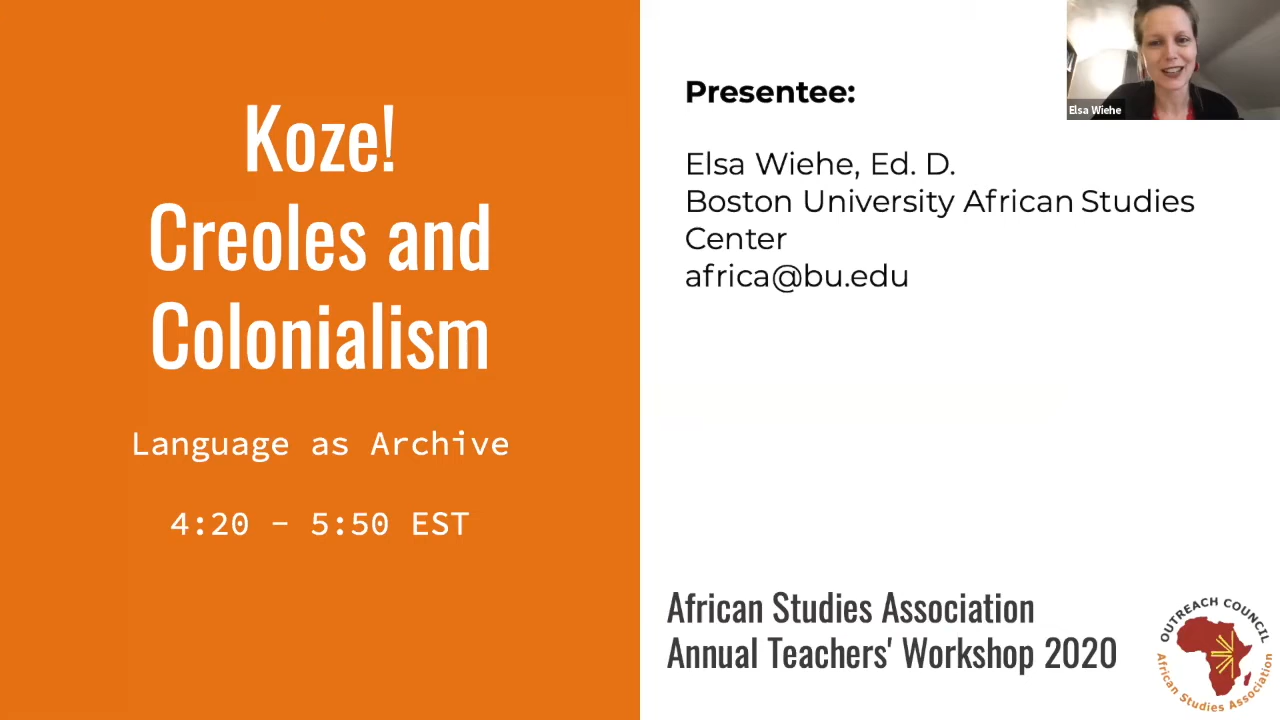 Koze!
Creoles and
Colonialism
Language as Archive
4:20 - 5:50 EST
Presentee:
Elsa Wiehe, Ed. D.
Boston University African Studies
Center
africa@bu.edu
Elsa Wiehe
African Studies Association
Annual Teachers' Workshop 2020
OUTREACH COUNCIL
African Studies Association